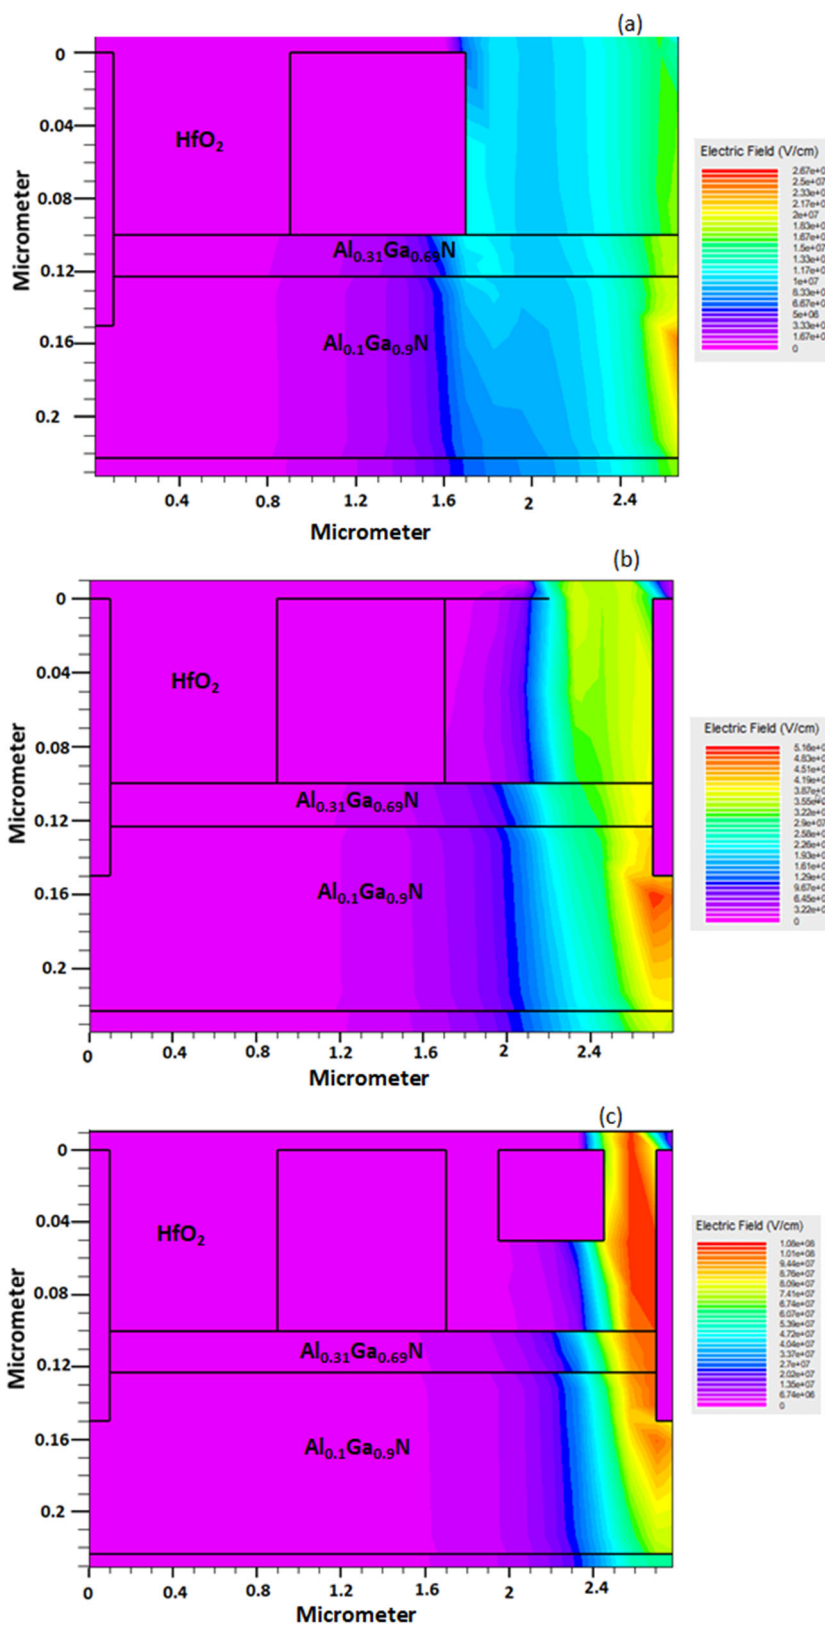 (a)
0
0.04
0.08
0.12
0.16
0.2
Micrometer
HfO₂
Al₀.₃₁Ga₀.₆₉N
Al₀.₁Ga₀.₉N
0.4 0.8 1.2 1.6 2 2.4
Micrometer
Electric Field (V/cm)
2.67e+0
2.5e+07
2.33e+0
2.17e+0
2e+07
1.83e+0
1.67e+0
1.5e+07
1.33e+0
1.17e+0
1e+07
8.33e+0
6.67e+0
5e+06
3.33e+0
1.67e+0
0
(b)
0
0.04
0.08
0.12
0.16
0.2
Micrometer
HfO₂
Al₀.₃₁Ga₀.₆₉N
Al₀.₁Ga₀.₉N
0 0.4 0.8 1.2 1.6 2 2.4
Micrometer
Electric Field (V/cm)
5.16e+0
4.83e+0
4.51e+0
4.19e+0
3.87e+0
3.55e+0
3.22e+0
2.9e+07
2.58e+0
2.26e+0
1.93e+0
1.61e+0
1.29e+0
9.67e+0
6.45e+0
3.22e+0
0
(c)
0
0.04
0.08
0.12
0.16
0.2
Micrometer
HfO₂
Al₀.₃₁Ga₀.₆₉N
Al₀.₁Ga₀.₉N
0 0.4 0.8 1.2 1.6 2 2.4
Micrometer
Electric Field (V/cm)
1.08e+08
1.01e+08
9.44e+07
8.76e+07
8.09e+07
7.41e+07
6.74e+07
6.07e+07
5.39e+07
4.72e+07
4.04e+07
3.37e+07
2.7e+07
2.02e+07
1.35e+07
6.74e+06
0